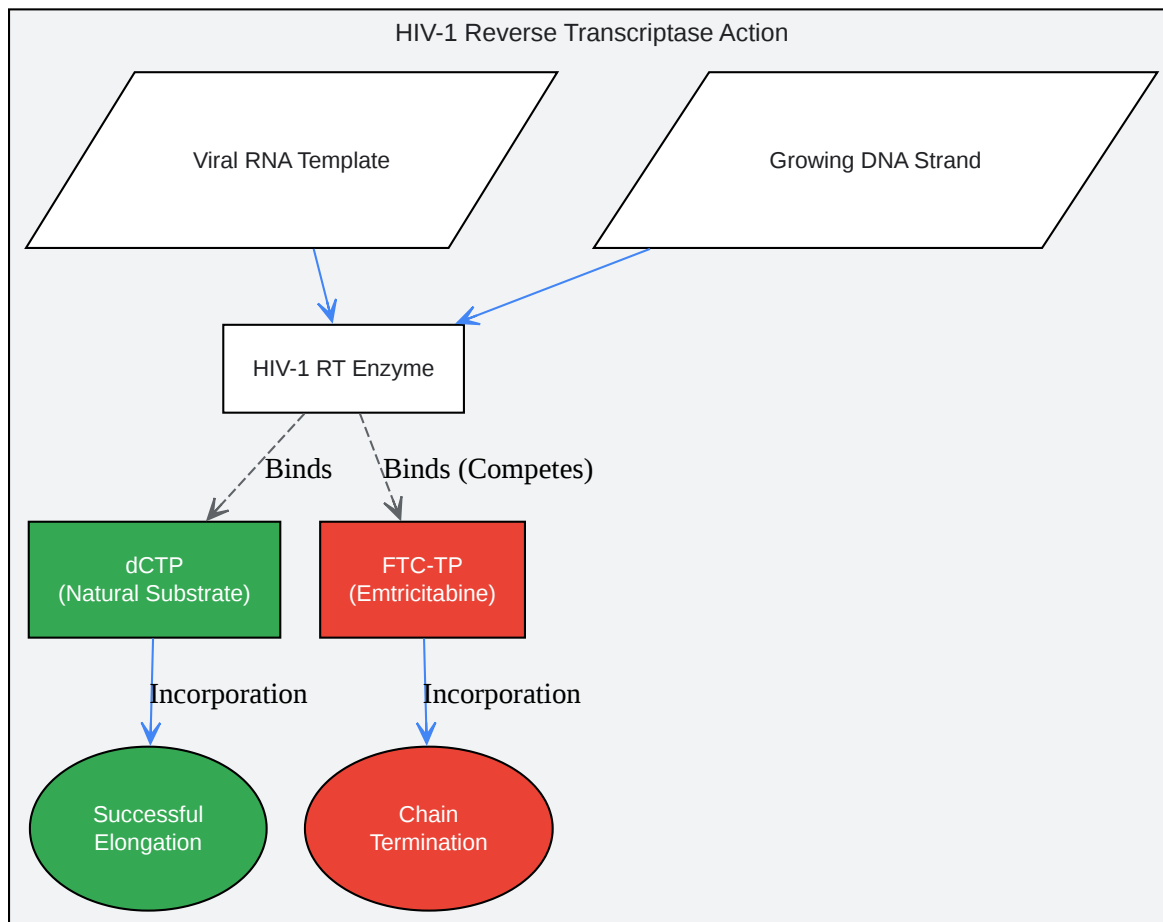 HIV-1 Reverse Transcriptase Action
Viral RNA Template
Growing DNA Strand
HIV-1 RT Enzyme
Binds
Binds (Competes)
dCTP
(Natural Substrate)
FTC-TP
(Emtricitabine)
Incorporation
Incorporation
Successful
Elongation
Chain
Termination